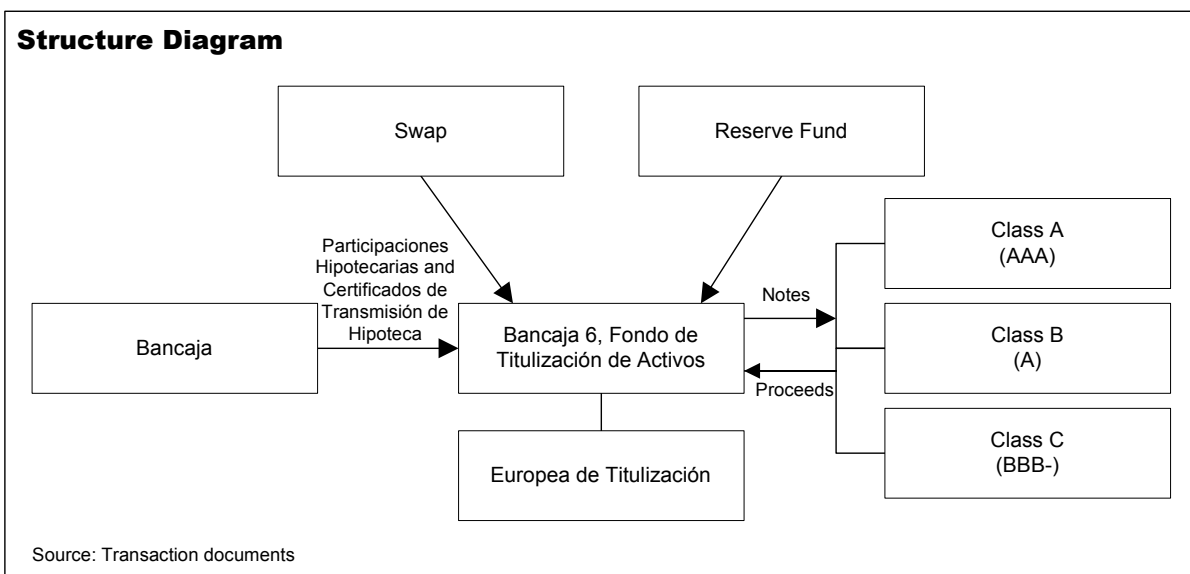 Structure Diagram
Swap
Reserve Fund
Participaciones
Hipotecarias and
Certificados de
Transmisión de
Hipoteca
Bancaja
Bancaja 6, Fondo de
Titulización de Activos
Notes
Proceeds
Class A
(AAA)
Class B
(A)
Class C
(BBB-)
Europea de Titulización
Source: Transaction documents